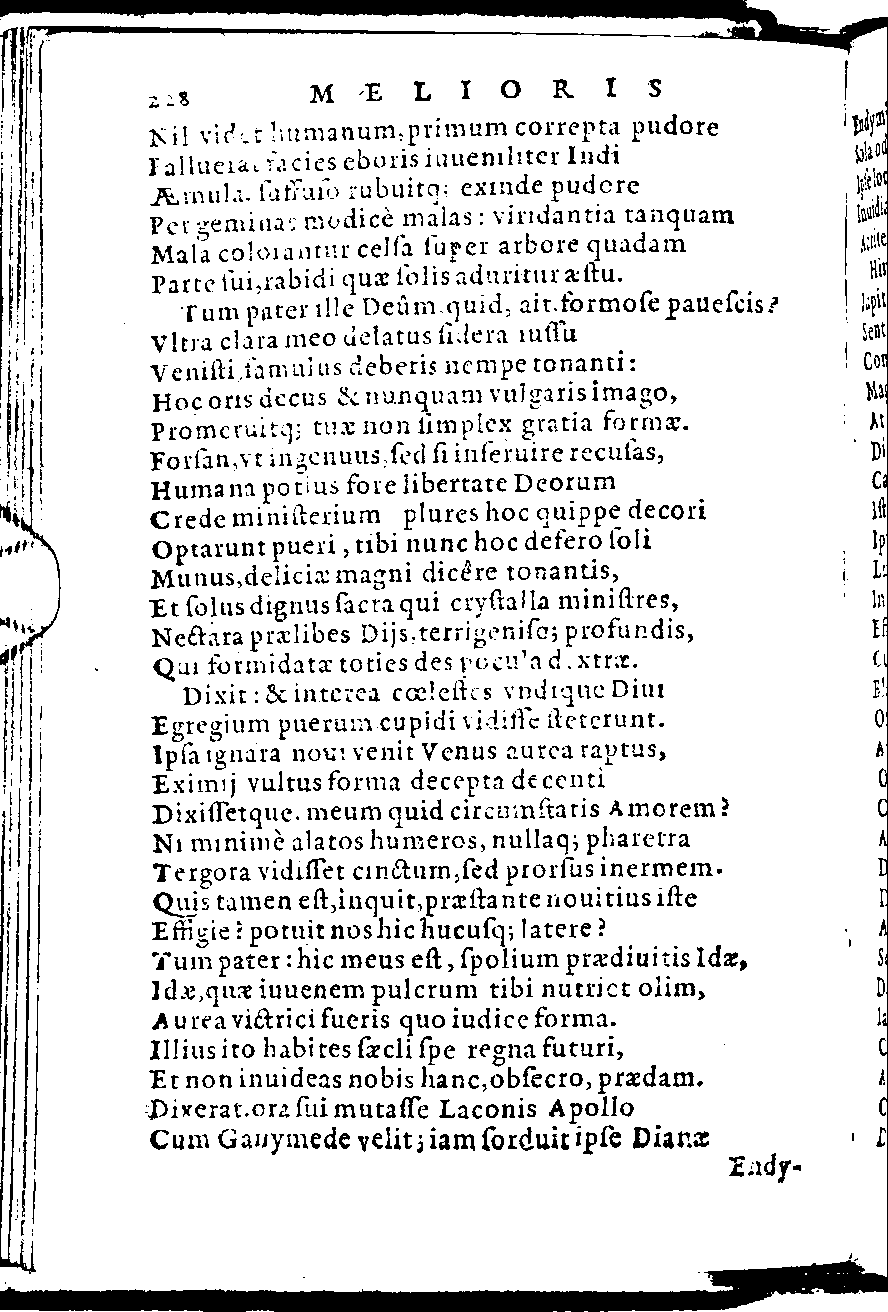 228 MELIORIS
Nil videt humanum, primum correpta pudore
facies eboris iuueniliter Indi
Æmula. suffuso rubuitq; exinde pudore
Per geminas modicè malas: viridantia tanquam
Mala colorantur celsa super arbore quadam
Parte sui, rabidi quæ solis aduritur æstu.
Tum pater ille Deûm. quid, ait. formose pauescis?
Vltra clara meo delatus sidera iussu
Venisti, famulus deberis nempe tonanti:
Hoc oris decus & nunquam vulgaris imago,
Promeruitq; tuæ non simplex gratia formæ.
Forsan, vt ingenuus, sed si inseruire recusas,
Humana potius fore libertate Deorum
Crede ministerium plures hoc quippe decori
Optarunt pueri, tibi nunc hoc defero soli
Munus, deliciæ magni dicêre tonantis,
Et solus dignus sacra qui crystalla ministres,
Nectara prælibes Dijs, terrigenisq; profundis,
Qui formidatæ toties des pocula dextræ.
Dixit: & interea cœlestes vndique Diui
Egregium puerum cupidi vidisse steterunt.
Ipsa ignara noui venit Venus aurea raptus,
Eximij vultus forma decepta decenti
Dixissetque. meum quid circumstatis Amorem?
Ni minimè alatos humeros, nullaq; pharetra
Tergora vidisset cinctum, sed prorsus inermem.
Quis tamen est, inquit, præstante nouitius iste
Effigie? potuit nos hic hucusq; latere?
Tum pater: hic meus est, spolium prædiuitis Idæ,
Idæ, quæ iuuenem pulcrum tibi nutriet olim,
Aurea victrici fueris quo iudice forma.
Illius ito habites sæcli spe regna futuri,
Et non inuideas nobis hanc, obsecro, prædam.
Dixerat. ora sui mutasse Laconis Apollo
Cum Ganymede velit; iam sorduit ipse Dianæ
Endy-